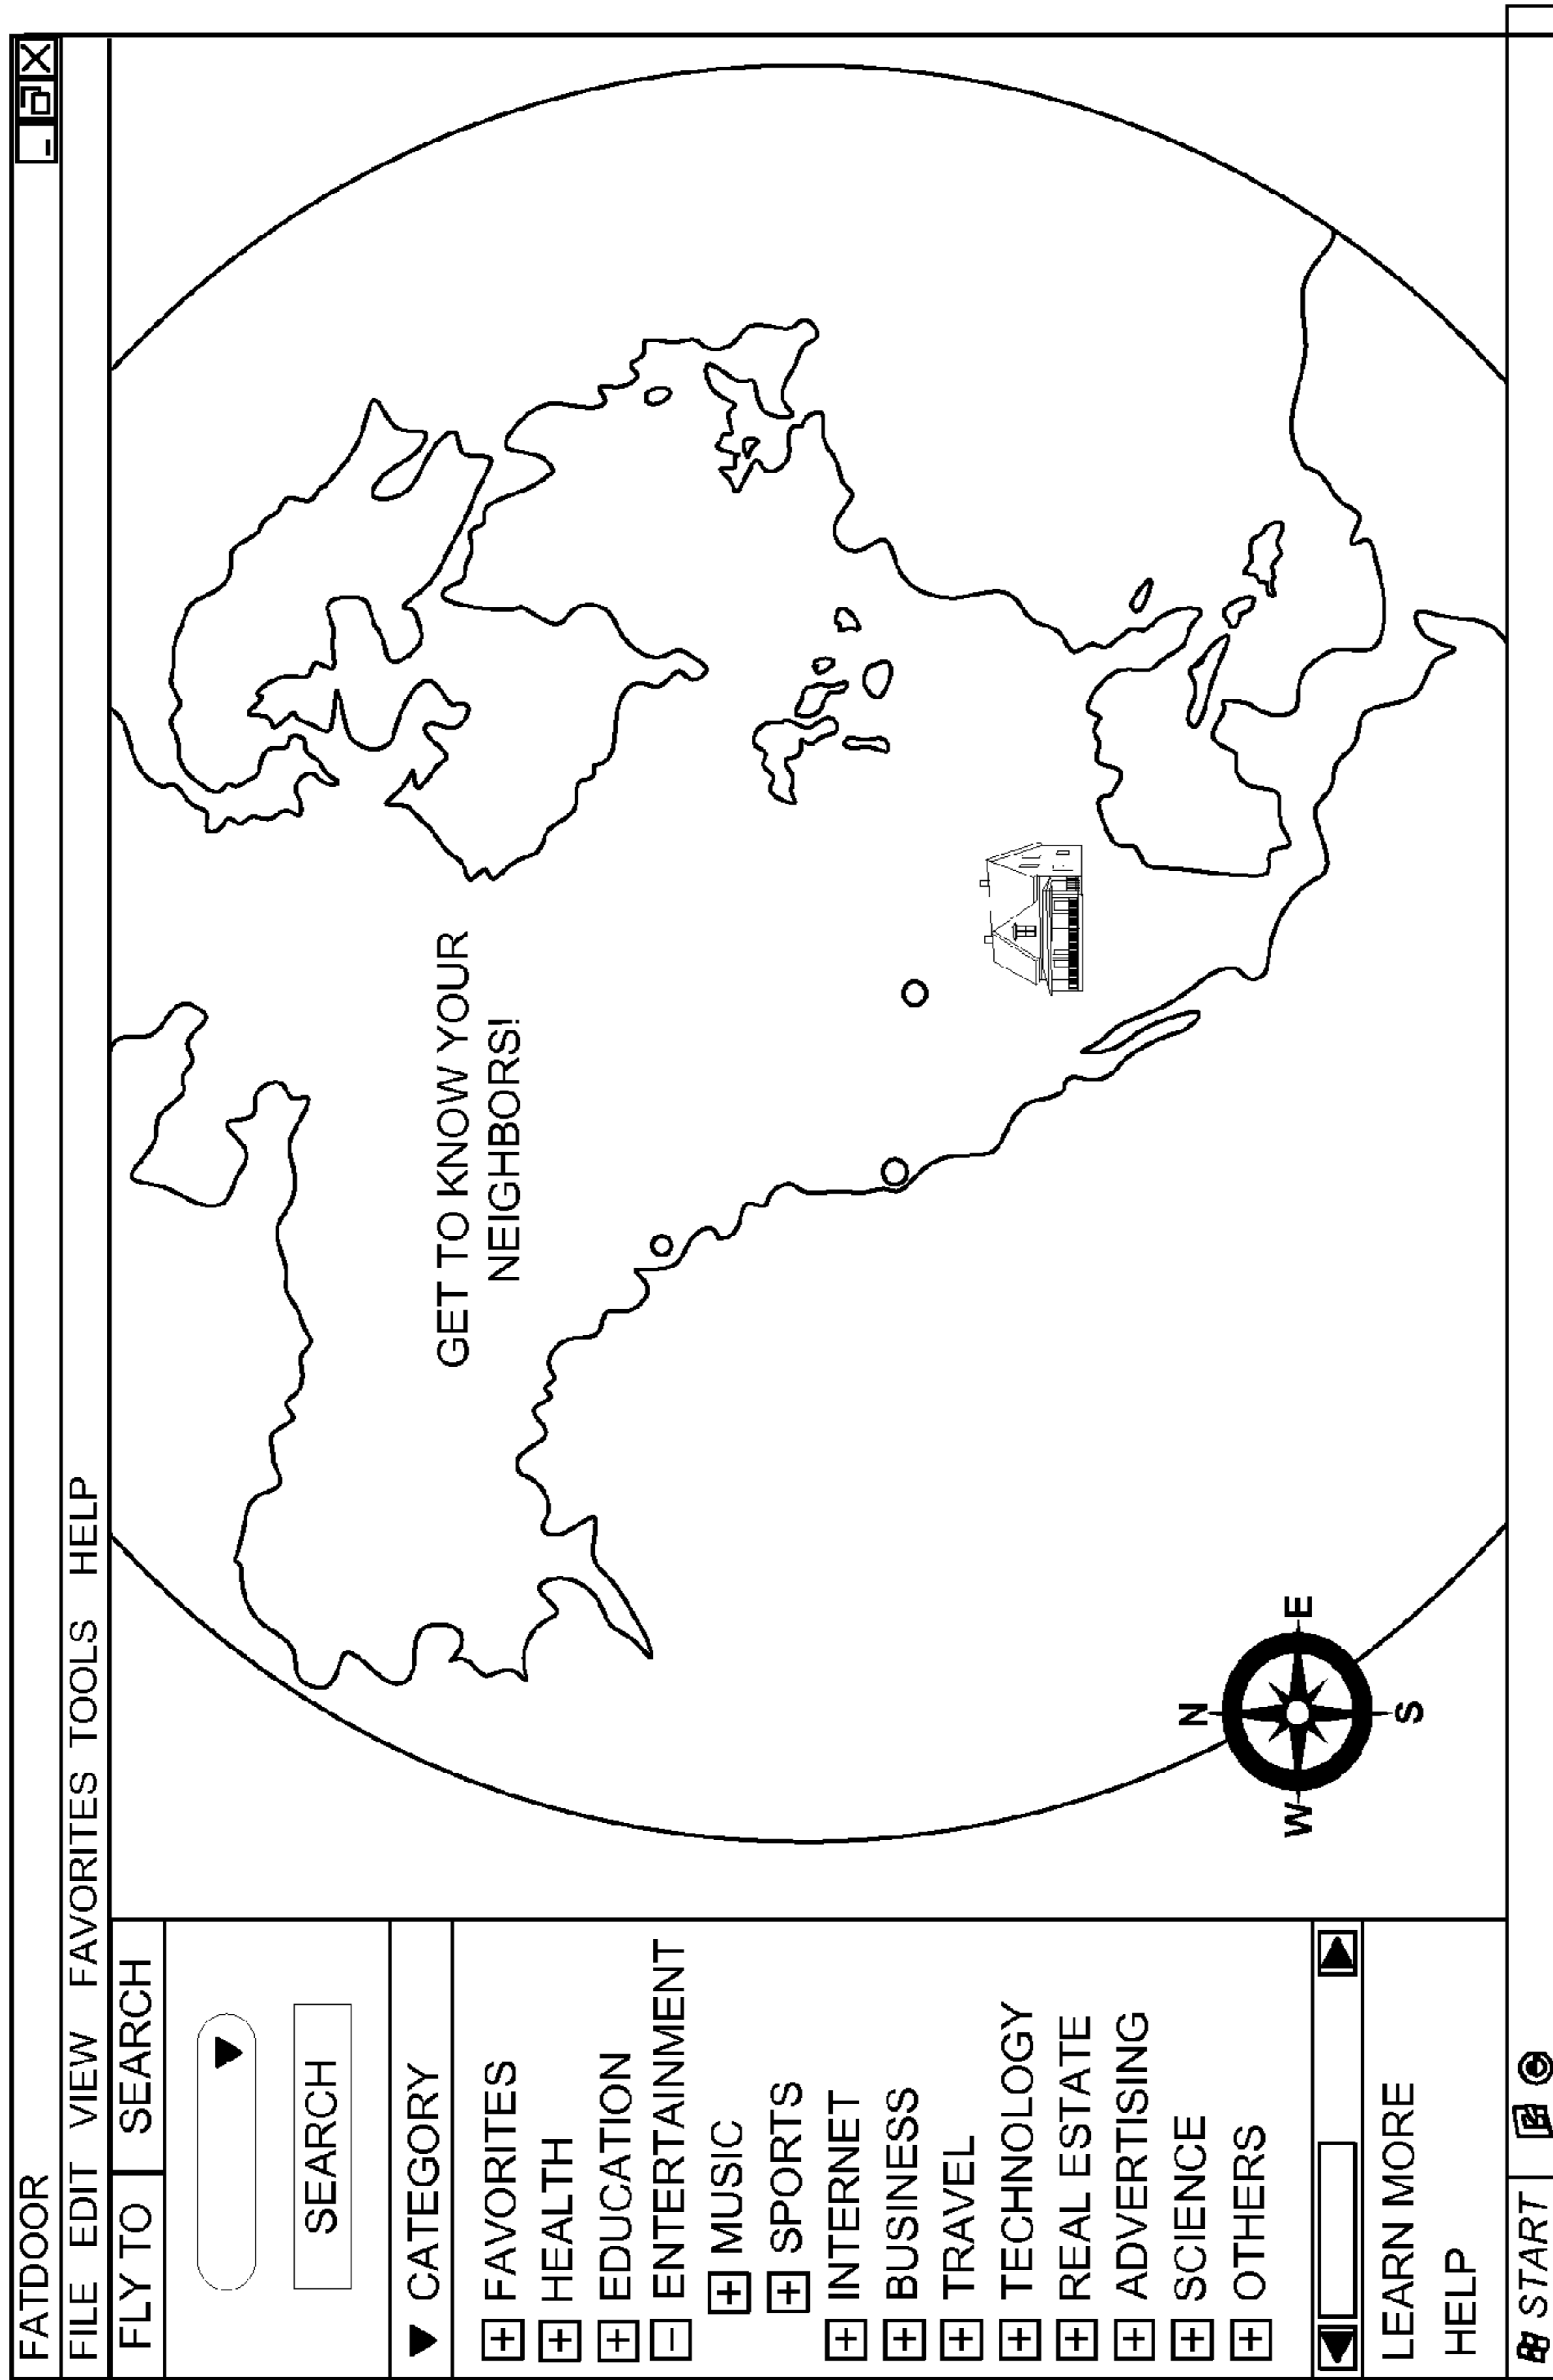 FATDOOR
FILE EDIT VIEW FAVORITES TOOLS HELP
FLY TO SEARCH
SEARCH
CATEGORY
FAVORITES
HEALTH
EDUCATION
ENTERTAINMENT
MUSIC
SPORTS
INTERNET
BUSINESS
TRAVEL
TECHNOLOGY
REAL ESTATE
ADVERTISING
SCIENCE
OTHERS
LEARN MORE
HELP
GET TO KNOW YOUR
NEIGHBORS!
N
W E
S
START